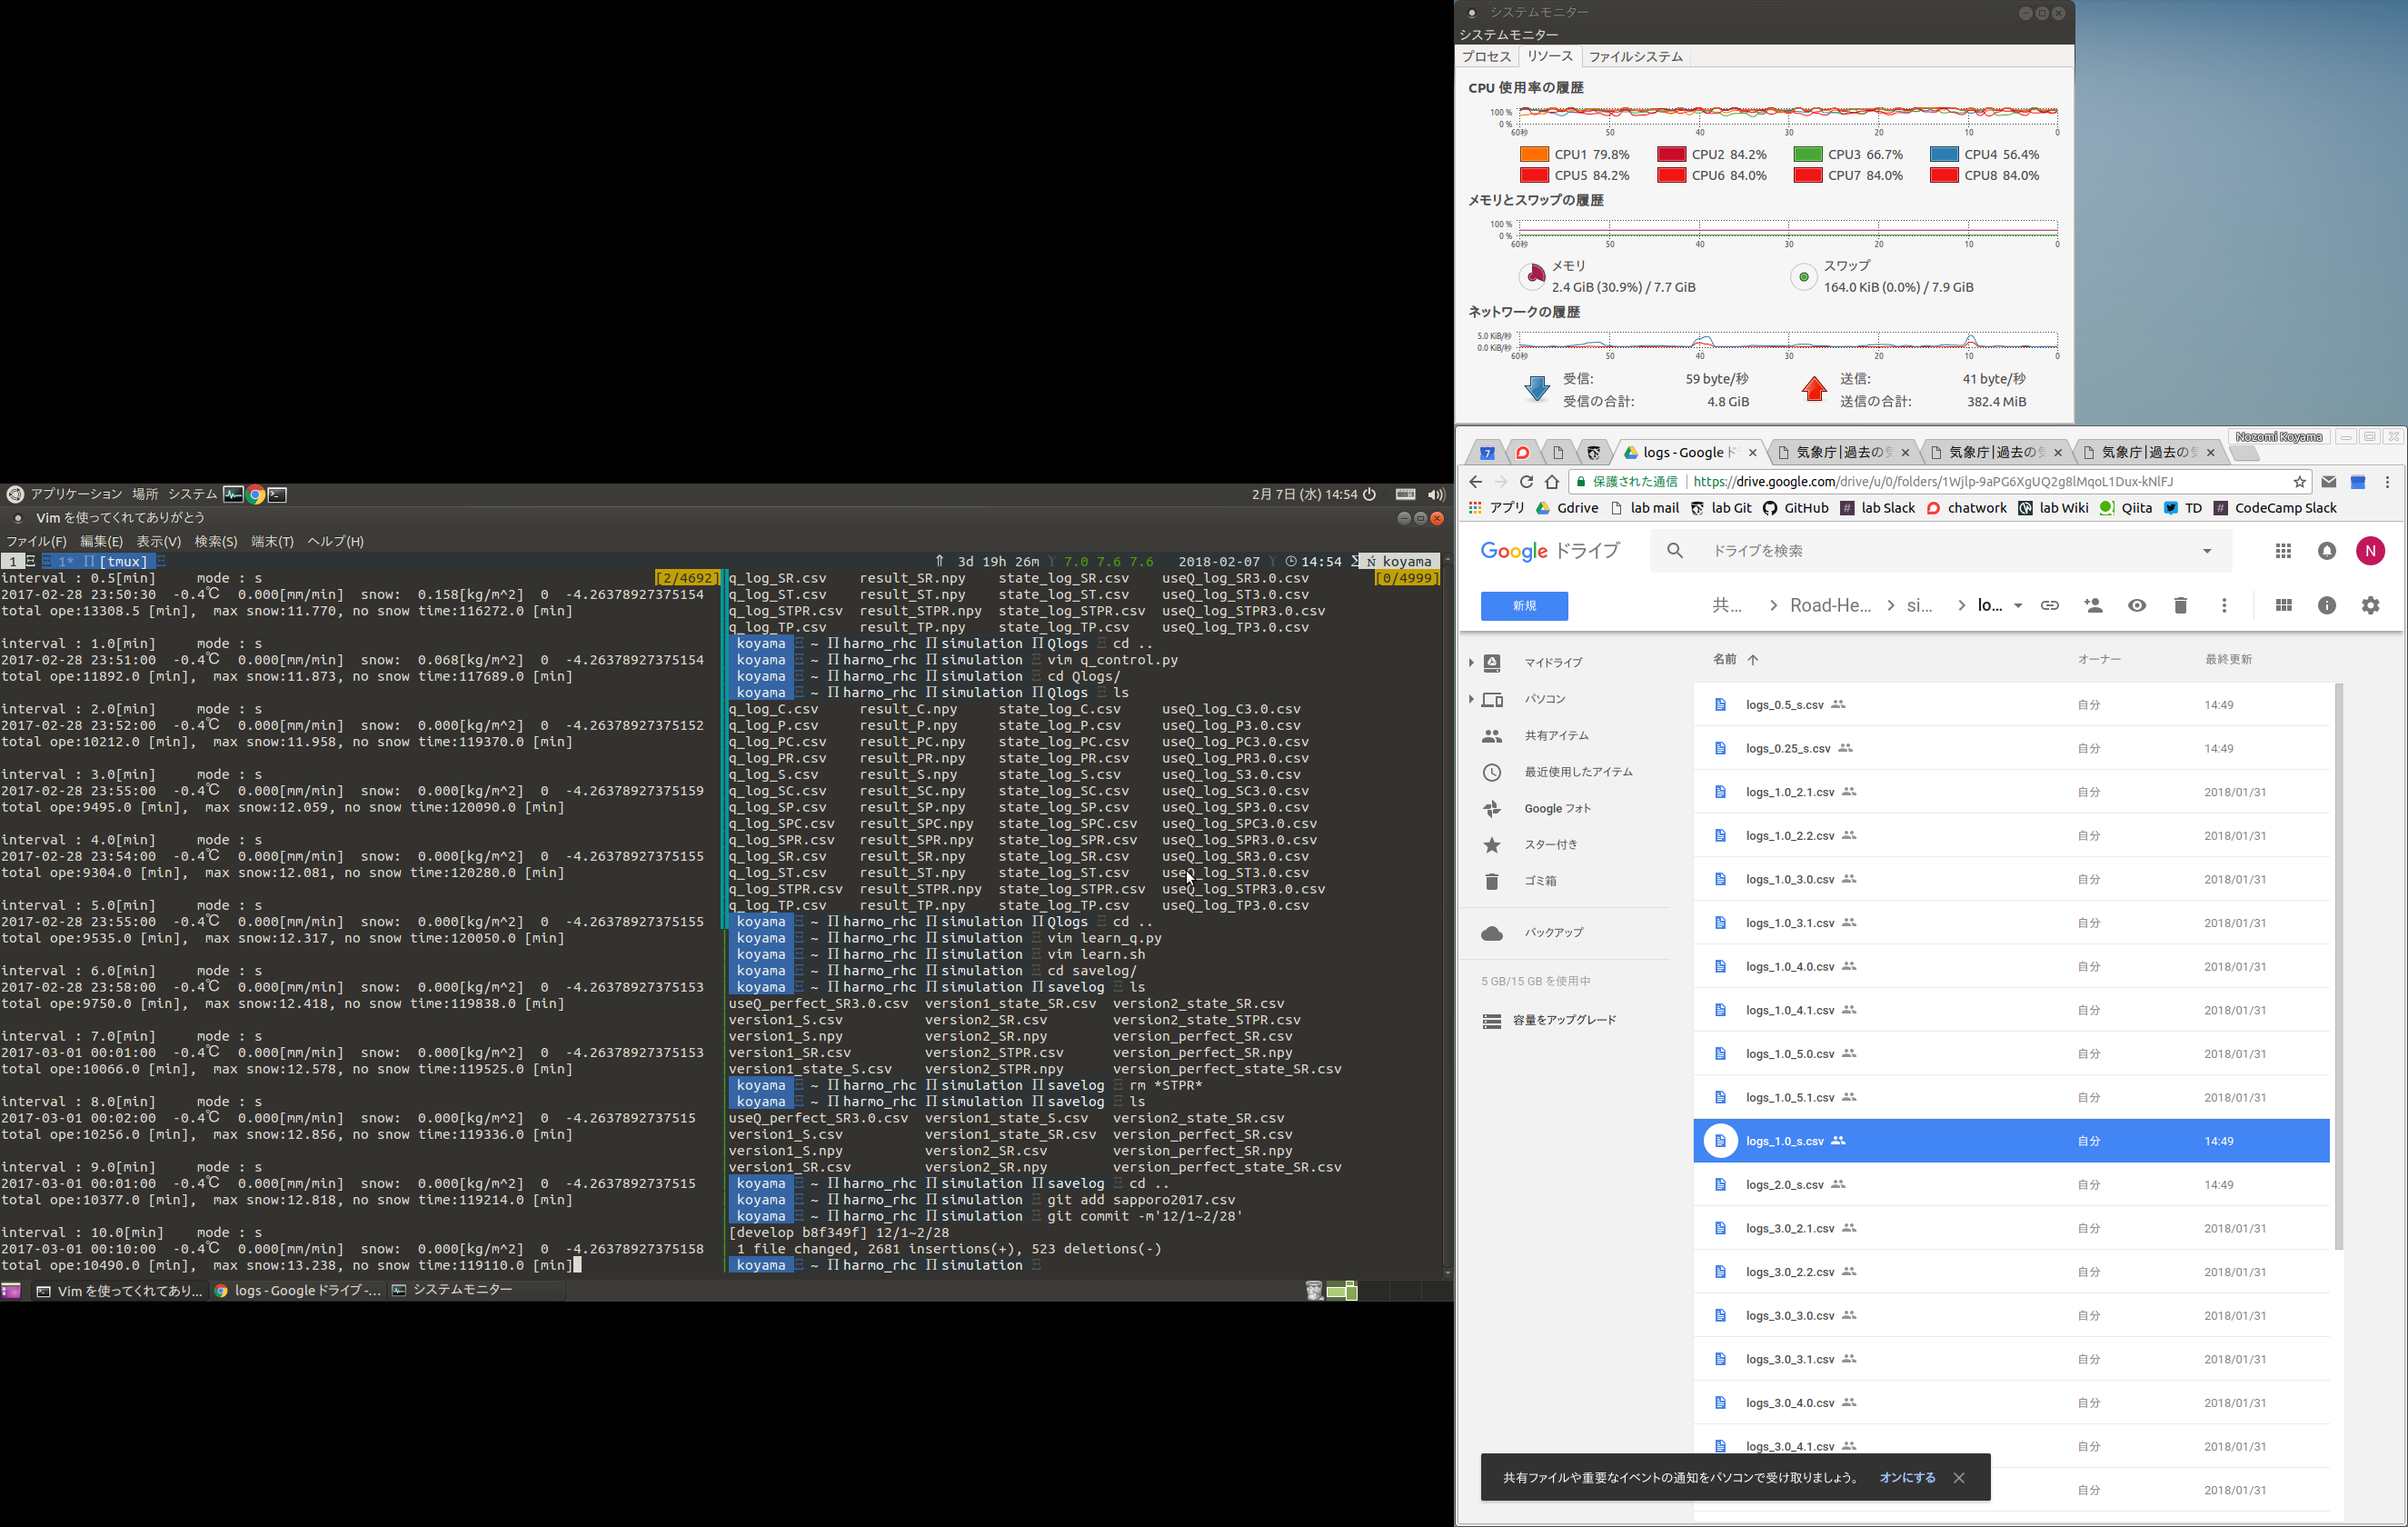 アプリケーション 場所 システム 2月 7日 (水) 14:54
Vim を使ってくれてありがとう
ファイル(F) 編集(E) 表示(V) 検索(S) 端末(T) ヘルプ(H)
1 1* [tmux] 3d 19h 26m 7.0 7.6 7.6 2018-02-07 14:54 koyama
[2/4692]
interval : 0.5[min] mode : s
2017-02-28 23:50:30 -0.4℃ 0.000[mm/min] snow: 0.158[kg/m^2] 0 -4.26378927375154
total ope:13308.5 [min], max snow:11.770, no snow time:116272.0 [min]
interval : 1.0[min] mode : s
2017-02-28 23:51:00 -0.4℃ 0.000[mm/min] snow: 0.068[kg/m^2] 0 -4.26378927375154
total ope:11892.0 [min], max snow:11.873, no snow time:117689.0 [min]
interval : 2.0[min] mode : s
2017-02-28 23:52:00 -0.4℃ 0.000[mm/min] snow: 0.000[kg/m^2] 0 -4.26378927375152
total ope:10212.0 [min], max snow:11.958, no snow time:119370.0 [min]
interval : 3.0[min] mode : s
2017-02-28 23:55:00 -0.4℃ 0.000[mm/min] snow: 0.000[kg/m^2] 0 -4.26378927375159
total ope:9495.0 [min], max snow:12.059, no snow time:120090.0 [min]
interval : 4.0[min] mode : s
2017-02-28 23:54:00 -0.4℃ 0.000[mm/min] snow: 0.000[kg/m^2] 0 -4.26378927375155
total ope:9304.0 [min], max snow:12.081, no snow time:120280.0 [min]
interval : 5.0[min] mode : s
2017-02-28 23:55:00 -0.4℃ 0.000[mm/min] snow: 0.000[kg/m^2] 0 -4.26378927375155
total ope:9535.0 [min], max snow:12.317, no snow time:120050.0 [min]
interval : 6.0[min] mode : s
2017-02-28 23:58:00 -0.4℃ 0.000[mm/min] snow: 0.000[kg/m^2] 0 -4.26378927375153
total ope:9750.0 [min], max snow:12.418, no snow time:119838.0 [min]
interval : 7.0[min] mode : s
2017-03-01 00:01:00 -0.4℃ 0.000[mm/min] snow: 0.000[kg/m^2] 0 -4.26378927375153
total ope:10066.0 [min], max snow:12.578, no snow time:119525.0 [min]
interval : 8.0[min] mode : s
2017-03-01 00:02:00 -0.4℃ 0.000[mm/min] snow: 0.000[kg/m^2] 0 -4.2637892737515
total ope:10256.0 [min], max snow:12.856, no snow time:119336.0 [min]
interval : 9.0[min] mode : s
2017-03-01 00:01:00 -0.4℃ 0.000[mm/min] snow: 0.000[kg/m^2] 0 -4.2637892737515
total ope:10377.0 [min], max snow:12.818, no snow time:119214.0 [min]
interval : 10.0[min] mode : s
2017-03-01 00:10:00 -0.4℃ 0.000[mm/min] snow: 0.000[kg/m^2] 0 -4.26378927375158
total ope:10490.0 [min], max snow:13.238, no snow time:119110.0 [min]
[0/4999]
q_log_SR.csv result_SR.npy state_log_SR.csv useQ_log_SR3.0.csv
q_log_ST.csv result_ST.npy state_log_ST.csv useQ_log_ST3.0.csv
q_log_STPR.csv result_STPR.npy state_log_STPR.csv useQ_log_STPR3.0.csv
q_log_TP.csv result_TP.npy state_log_TP.csv useQ_log_TP3.0.csv
koyama ~ harmo_rhc simulation Qlogs cd ..
koyama ~ harmo_rhc simulation vim q_control.py
koyama ~ harmo_rhc simulation cd Qlogs/
koyama ~ harmo_rhc simulation Qlogs ls
q_log_C.csv result_C.npy state_log_C.csv useQ_log_C3.0.csv
q_log_P.csv result_P.npy state_log_P.csv useQ_log_P3.0.csv
q_log_PC.csv result_PC.npy state_log_PC.csv useQ_log_PC3.0.csv
q_log_PR.csv result_PR.npy state_log_PR.csv useQ_log_PR3.0.csv
q_log_S.csv result_S.npy state_log_S.csv useQ_log_S3.0.csv
q_log_SC.csv result_SC.npy state_log_SC.csv useQ_log_SC3.0.csv
q_log_SP.csv result_SP.npy state_log_SP.csv useQ_log_SP3.0.csv
q_log_SPC.csv result_SPC.npy state_log_SPC.csv useQ_log_SPC3.0.csv
q_log_SPR.csv result_SPR.npy state_log_SPR.csv useQ_log_SPR3.0.csv
q_log_SR.csv result_SR.npy state_log_SR.csv useQ_log_SR3.0.csv
q_log_ST.csv result_ST.npy state_log_ST.csv useQ_log_ST3.0.csv
q_log_STPR.csv result_STPR.npy state_log_STPR.csv useQ_log_STPR3.0.csv
q_log_TP.csv result_TP.npy state_log_TP.csv useQ_log_TP3.0.csv
koyama ~ harmo_rhc simulation Qlogs cd ..
koyama ~ harmo_rhc simulation vim learn_q.py
koyama ~ harmo_rhc simulation vim learn.sh
koyama ~ harmo_rhc simulation cd savelog/
koyama ~ harmo_rhc simulation savelog ls
useQ_perfect_SR3.0.csv version1_state_SR.csv version2_state_SR.csv
version1_S.csv version2_SR.csv version2_state_STPR.csv
version1_S.npy version2_SR.npy version_perfect_SR.csv
version1_SR.csv version2_STPR.csv version_perfect_SR.npy
version1_state_S.csv version2_STPR.npy version_perfect_state_SR.csv
koyama ~ harmo_rhc simulation savelog rm *STPR*
koyama ~ harmo_rhc simulation savelog ls
useQ_perfect_SR3.0.csv version1_state_S.csv version2_state_SR.csv
version1_S.csv version1_state_SR.csv version_perfect_SR.csv
version1_S.npy version2_SR.csv version_perfect_SR.npy
version1_SR.csv version2_SR.npy version_perfect_state_SR.csv
koyama ~ harmo_rhc simulation savelog cd ..
koyama ~ harmo_rhc simulation git add sapporo2017.csv
koyama ~ harmo_rhc simulation git commit -m'12/1~2/28'
[develop b8f349f] 12/1~2/28
1 file changed, 2681 insertions(+), 523 deletions(-)
koyama ~ harmo_rhc simulation
Vim を使ってくれてあり... logs - Google ドライブ -... システムモニター
システムモニター
システムモニター
プロセス リソース ファイルシステム
CPU 使用率の履歴
100 %
0 %
60秒 50 40 30 20 10 0
CPU1 79.8% CPU2 84.2% CPU3 66.7% CPU4 56.4%
CPU5 84.2% CPU6 84.0% CPU7 84.0% CPU8 84.0%
メモリとスワップの履歴
100 %
0 %
60秒 50 40 30 20 10 0
メモリ スワップ
2.4 GiB (30.9%) / 7.7 GiB 164.0 KiB (0.0%) / 7.9 GiB
ネットワークの履歴
5.0 KiB/秒
0.0 KiB/秒
60秒 50 40 30 20 10 0
受信: 59 byte/秒 送信: 41 byte/秒
受信の合計: 4.8 GiB 送信の合計: 382.4 MiB
Nozomi Koyama
7 logs - Google ド 気象庁|過去の気 気象庁|過去の気 気象庁|過去の気
保護された通信 https://drive.google.com/drive/u/0/folders/1Wjlp-9aPG6XgUQ2g8lMqoL1Dux-kNlFJ
アプリ Gdrive lab mail lab Git GitHub lab Slack chatwork lab Wiki Qiita TD CodeCamp Slack
Google ドライブ ドライブを検索 N
新規 共... Road-He... si... lo...
マイドライブ
パソコン
共有アイテム
最近使用したアイテム
Google フォト
スター付き
ゴミ箱
バックアップ
5 GB/15 GB を使用中
容量をアップグレード
名前 オーナー 最終更新
logs_0.5_s.csv 自分 14:49
logs_0.25_s.csv 自分 14:49
logs_1.0_2.1.csv 自分 2018/01/31
logs_1.0_2.2.csv 自分 2018/01/31
logs_1.0_3.0.csv 自分 2018/01/31
logs_1.0_3.1.csv 自分 2018/01/31
logs_1.0_4.0.csv 自分 2018/01/31
logs_1.0_4.1.csv 自分 2018/01/31
logs_1.0_5.0.csv 自分 2018/01/31
logs_1.0_5.1.csv 自分 2018/01/31
logs_1.0_s.csv 自分 14:49
logs_2.0_s.csv 自分 14:49
logs_3.0_2.1.csv 自分 2018/01/31
logs_3.0_2.2.csv 自分 2018/01/31
logs_3.0_3.0.csv 自分 2018/01/31
logs_3.0_3.1.csv 自分 2018/01/31
logs_3.0_4.0.csv 自分 2018/01/31
logs_3.0_4.1.csv 自分 2018/01/31
自分 2018/01/31
共有ファイルや重要なイベントの通知をパソコンで受け取りましょう。 オンにする